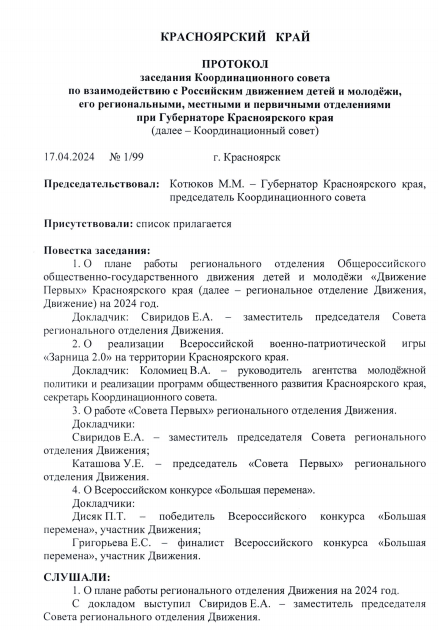 КРАСНОЯРСКИЙ КРАЙ
ПРОТОКОЛ
заседания Координационного совета
по взаимодействию с Российским движением детей и молодёжи,
его региональными, местными и первичными отделениями
при Губернаторе Красноярского края
(далее – Координационный совет)
17.04.2024 № 1/99 г. Красноярск
Председательствовал: Котюков М.М. – Губернатор Красноярского края,
председатель Координационного совета
Присутствовали: список прилагается
Повестка заседания:
1. О плане работы регионального отделения Общероссийского
общественно-государственного движения детей и молодёжи «Движение
Первых» Красноярского края (далее – региональное отделение Движения,
Движение) на 2024 год.
Докладчик: Свиридов Е.А. – заместитель председателя Совета
регионального отделения Движения.
2. О реализации Всероссийской военно-патриотической игры
«Зарница 2.0» на территории Красноярского края.
Докладчик: Коломиец В.А. – руководитель агентства молодёжной
политики и реализации программ общественного развития Красноярского края,
секретарь Координационного совета.
3. О работе «Совета Первых» регионального отделения Движения.
Докладчики:
Свиридов Е.А. – заместитель председателя Совета регионального
отделения Движения;
Каташова У.Е. – председатель «Совета Первых» регионального
отделения Движения.
4. О Всероссийском конкурсе «Большая перемена».
Докладчики:
Дисяк П.Т. – победитель Всероссийского конкурса «Большая
перемена», участник Движения;
Григорьева Е.С. – финалист Всероссийского конкурса «Большая
перемена», участник Движения.
СЛУШАЛИ:
1. О плане работы регионального отделения Движения на 2024 год.
С докладом выступил Свиридов Е.А. – заместитель председателя
Совета регионального отделения Движения.